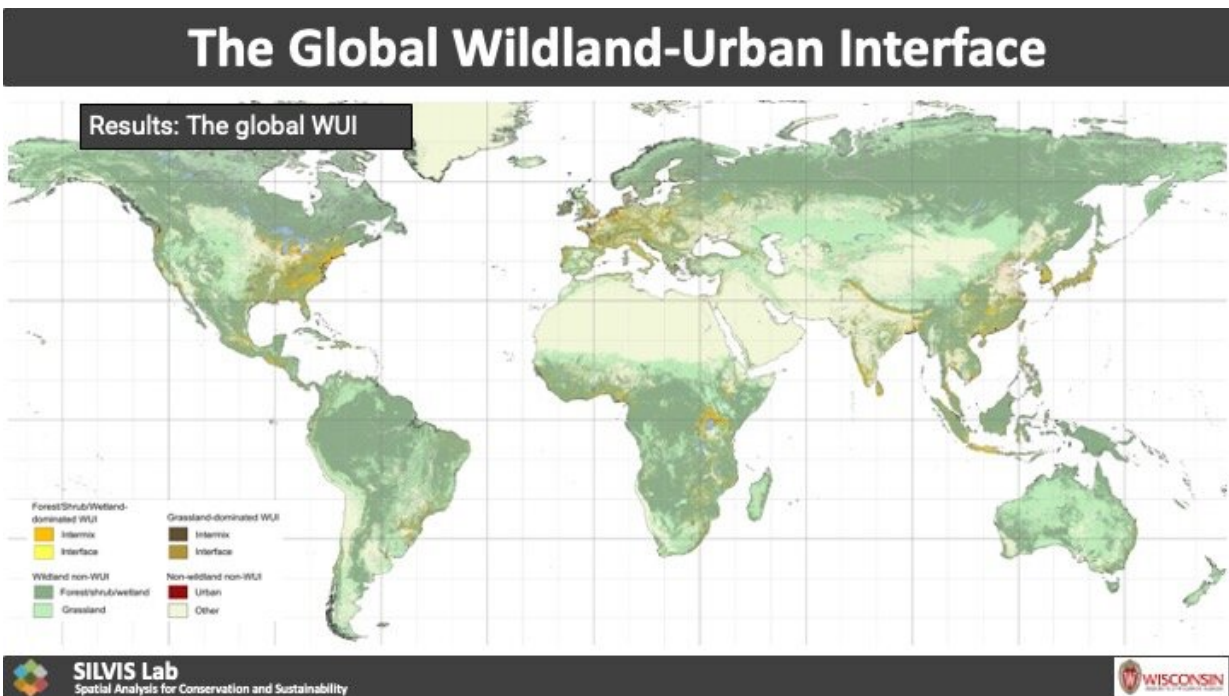 The Global Wildland-Urban Interface
Results: The global WUI
Forest/Shrub/Wetland-
dominated WUI
Intermix
Interface
Grassland-dominated WUI
Intermix
Interface
Wildland non-WUI
Forest/shrub/wetland
Grassland
Non-wildland non-WUI
Urban
Other
SILVIS Lab
Spatial Analysis for Conservation and Sustainability
WISCONSIN